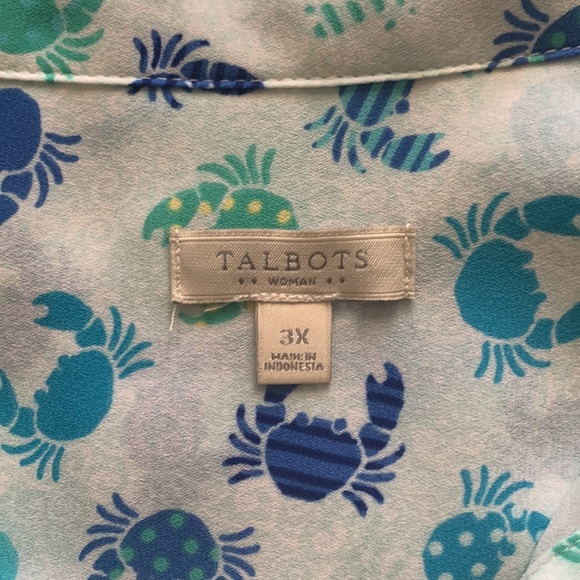 TALBOTS
WOMAN
3X
MADE IN
INDONESIA